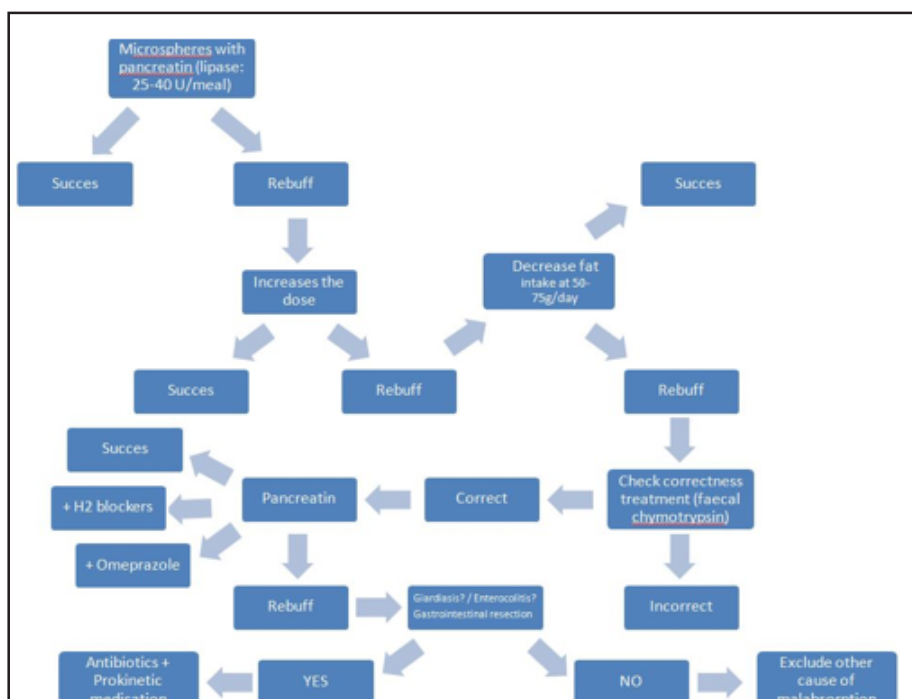 Microspheres with
pancreatin (lipase:
25-40 U/meal)
Succes
Rebuff
Succes
Increases the
dose
Decrease fat
intake at 50-
75g/day
Succes
Rebuff
Rebuff
Succes
+ H2 blockers
+ Omeprazole
Pancreatin
Correct
Check correctness
treatment (faecal
chymotrypsin)
Rebuff
Giardiasis? / Enterocolitis?
Gastrointestinal resection
Incorrect
Antibiotics +
Prokinetic
medication
YES
NO
Exclude other
cause of
malabsorption